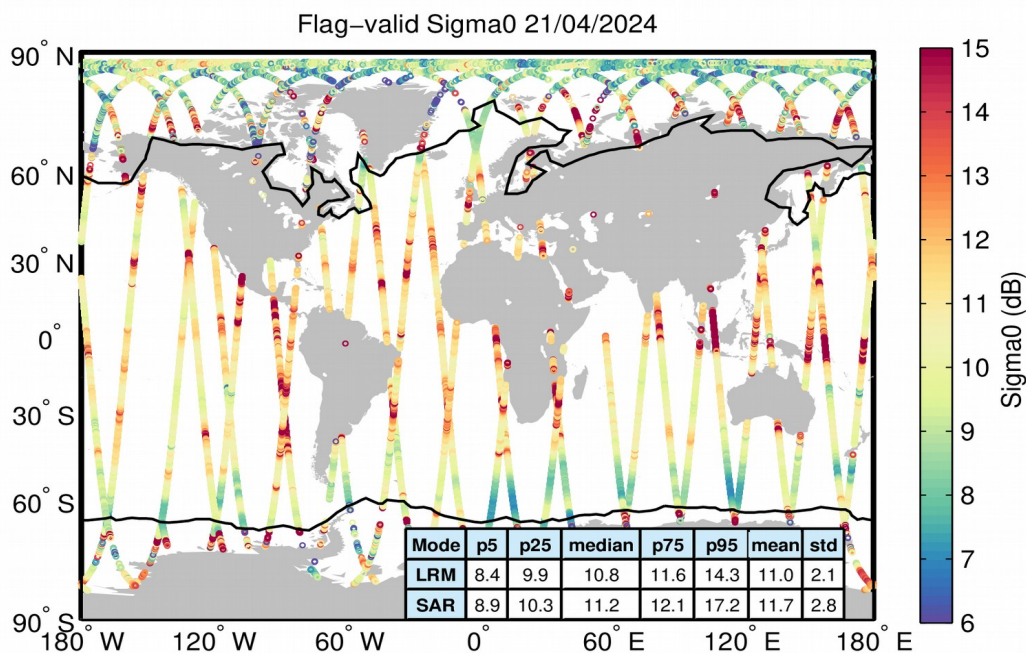 Flag−valid Sigma0 21/04/2024
90° N
60° N
30° N
0°
30° S
60° S
90° S
180° W
120° W
60° W
0°
60° E
120° E
180° E
15
14
13
12
11
10
9
8
7
6
Sigma0 (dB)
Mode p5 p25 median p75 p95 mean std
LRM 8.4 9.9 10.8 11.6 14.3 11.0 2.1
SAR 8.9 10.3 11.2 12.1 17.2 11.7 2.8